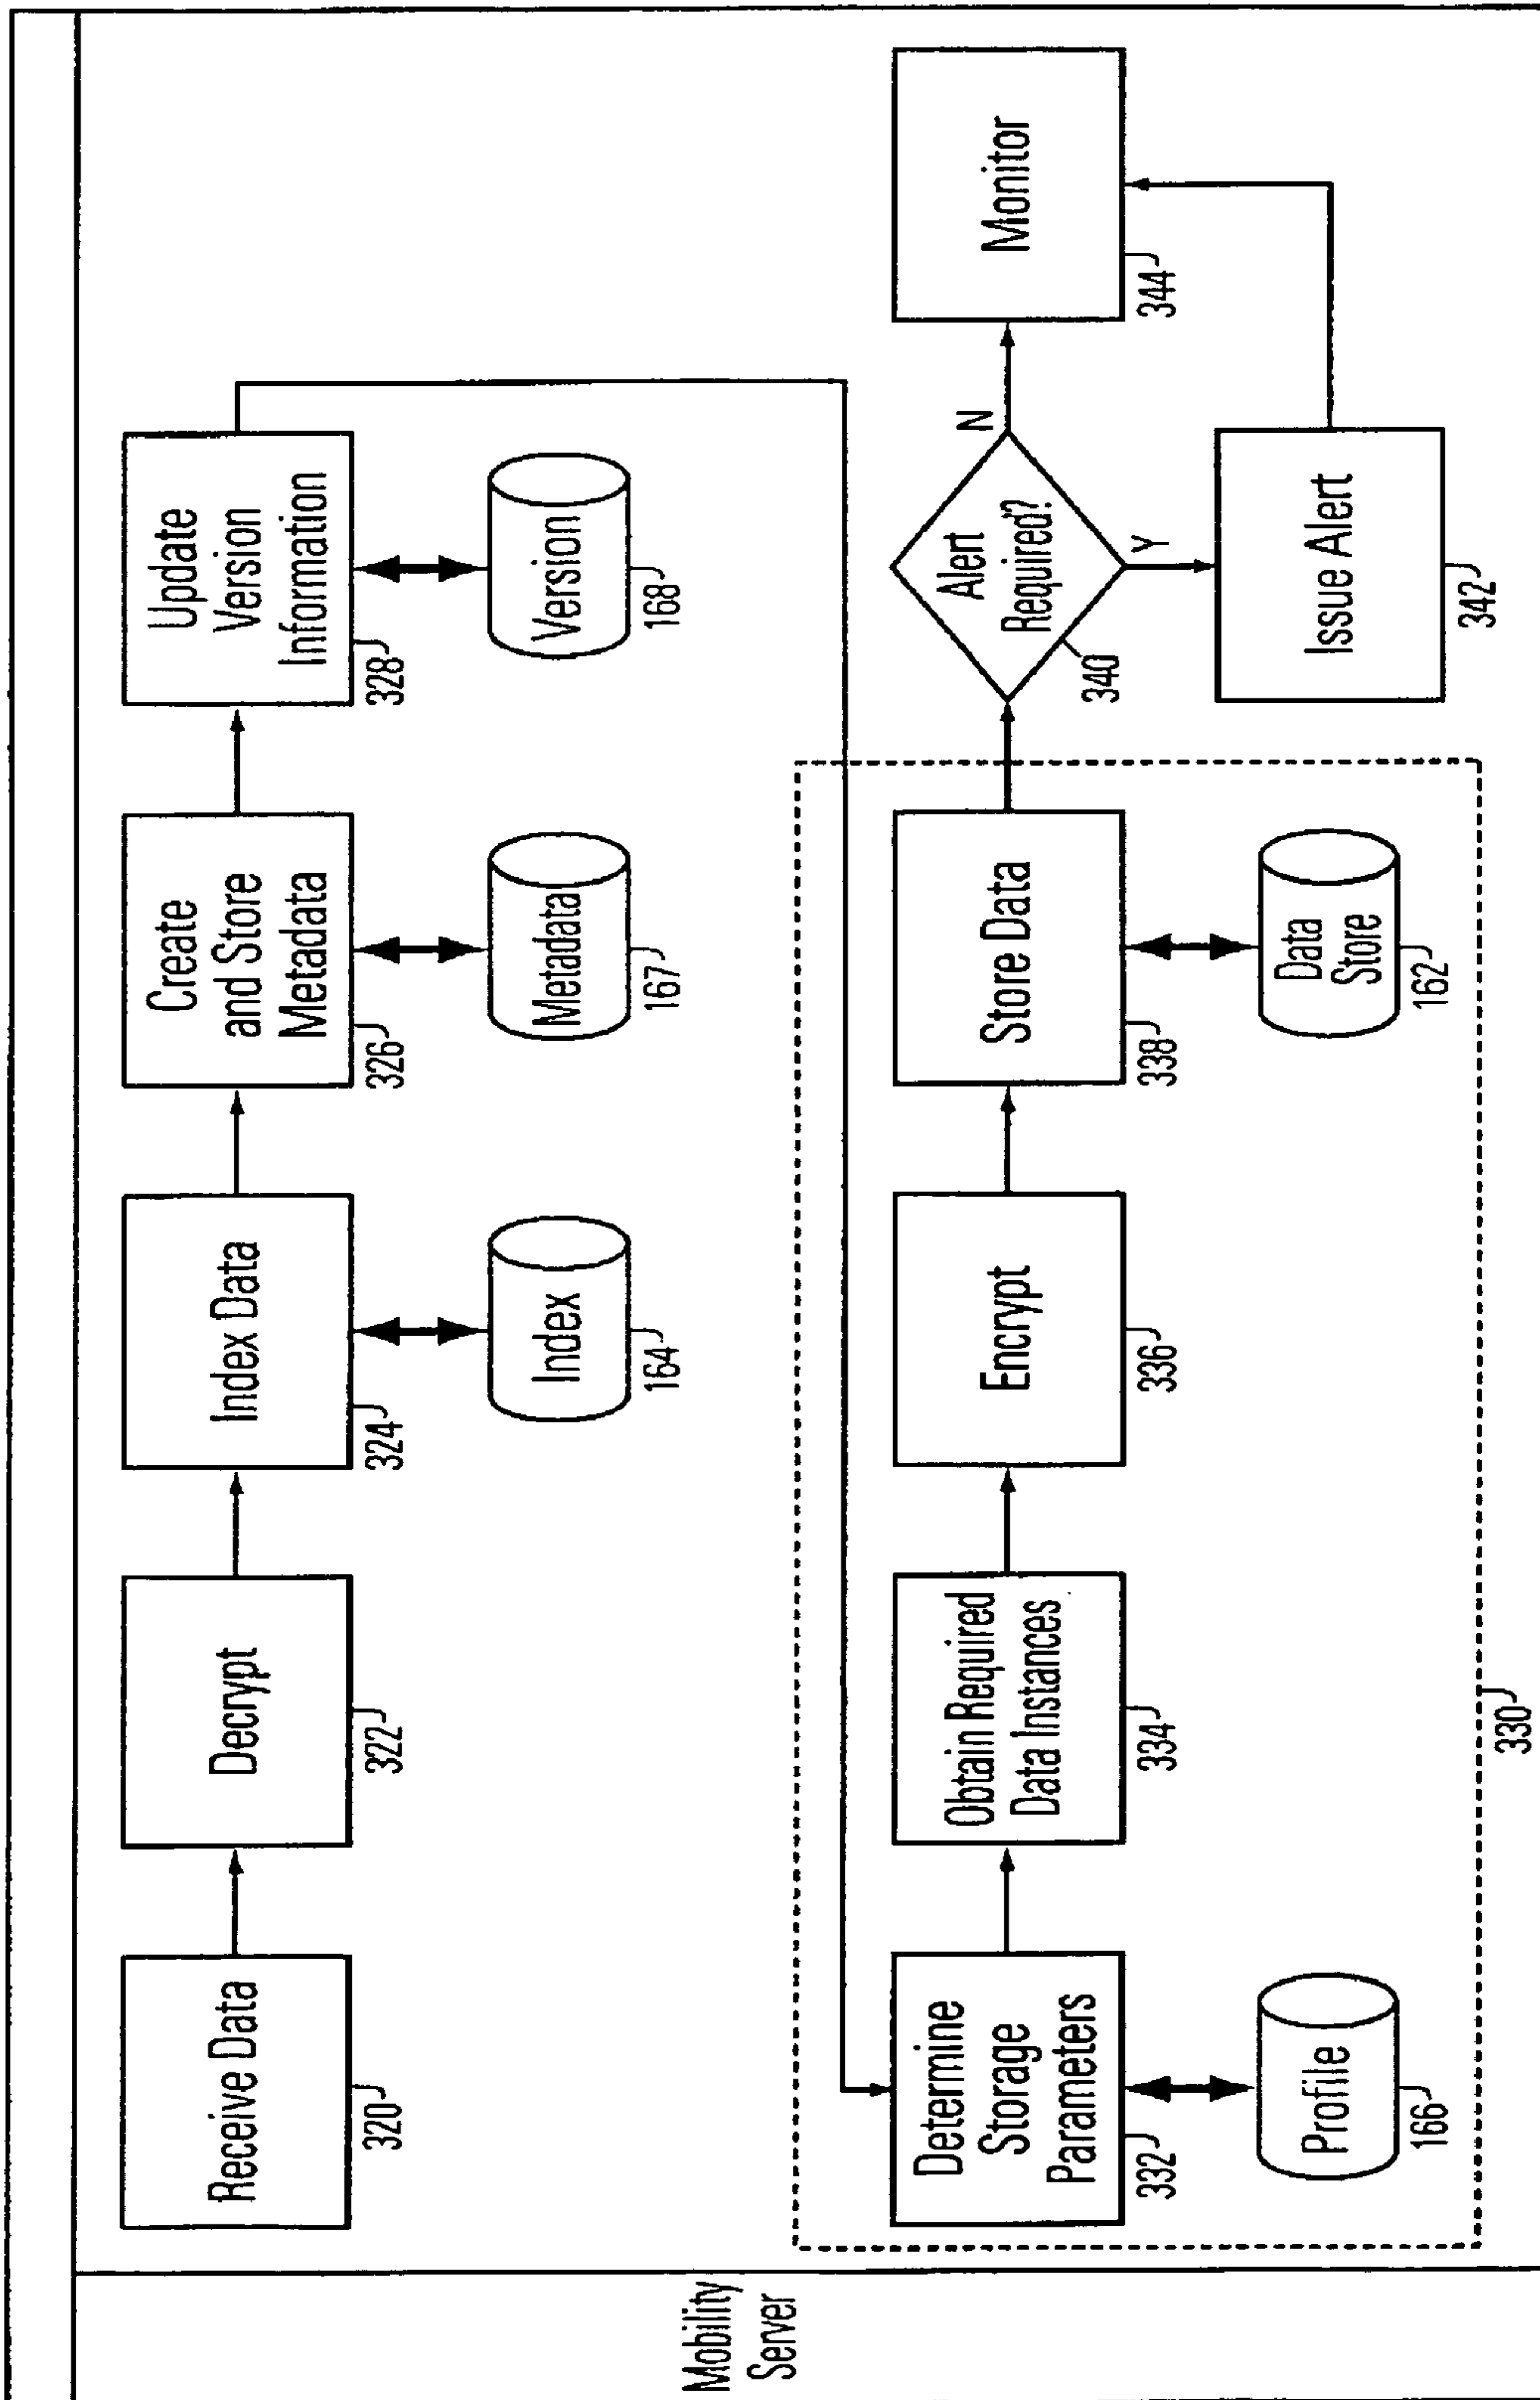 Mobility
Server
Receive Data
320
Decrypt
322
Index Data
324
Index
164
Create
and Store
Metadata
326
Metadata
167
Update
Version
Information
328
Version
168
Determine
Storage
Parameters
332
Profile
166
Obtain Required
Data Instances
334
Encrypt
336
Store Data
338
Data
Store
162
330
Alert
Required?
340
N
Y
Issue Alert
342
Monitor
344